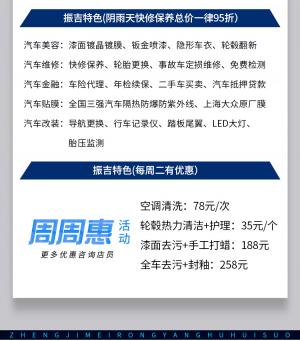 振吉特色(阴雨天快修保养总价一律95折)
汽车美容：漆面镀晶镀膜、钣金喷漆、隐形车衣、轮毂翻新
汽车维修：快修保养、轮胎更换、事故车定损维修、免费检测
汽车金融：车险代理、年检续保、二手车买卖、汽车抵押贷款
汽车贴膜：全国三强汽车隔热防爆防紫外线、上海大众原厂膜
汽车改装：导航更换、行车记录仪、踏板尾翼、LED大灯、
胎压监测
振吉特色(每周二有优惠)
周周惠活动
更多优惠咨询店员
空调清洗：78元/次
轮毂热力清洁+护理：35元/个
漆面去污+手工打蜡：188元
全车去污+封釉：258元
ZHENGJIMEIRONGYANGHUHUISUO